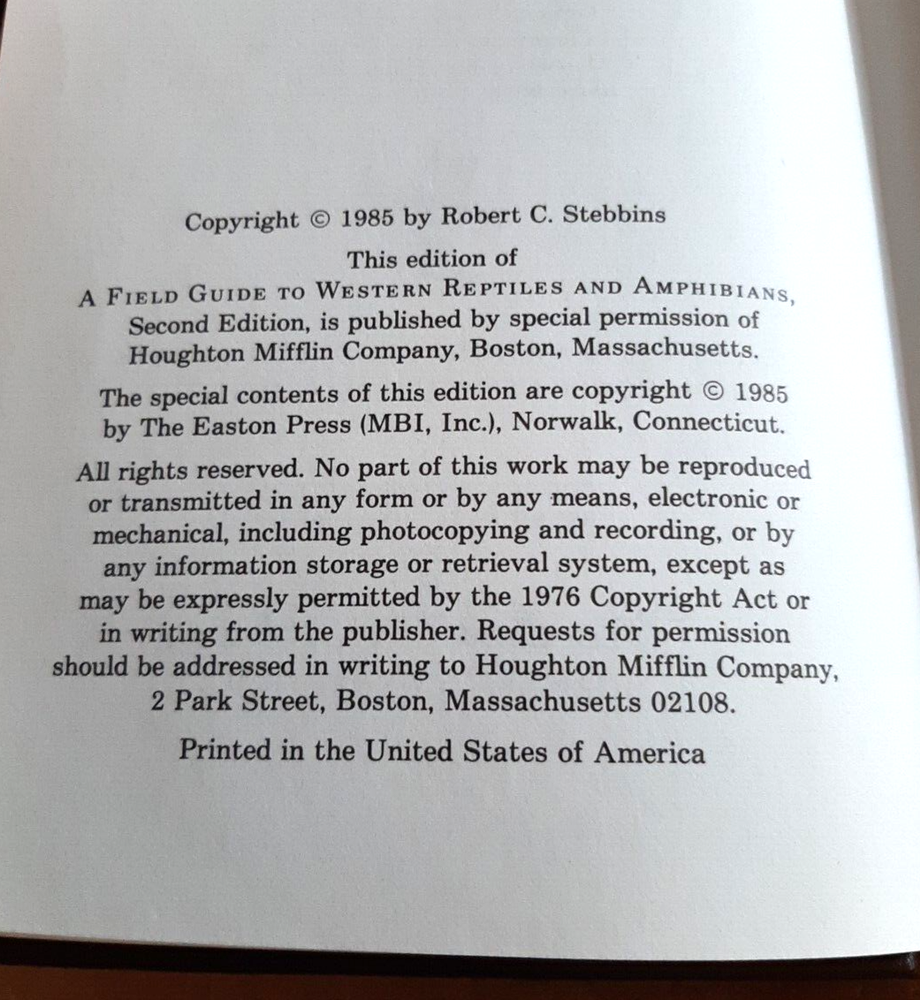 Copyright © 1985 by Robert C. Stebbins
This edition of
A FIELD GUIDE TO WESTERN REPTILES AND AMPHIBIANS,
Second Edition, is published by special permission of
Houghton Mifflin Company, Boston, Massachusetts.
The special contents of this edition are copyright © 1985
by The Easton Press (MBI, Inc.), Norwalk, Connecticut.
All rights reserved. No part of this work may be reproduced
or transmitted in any form or by any means, electronic or
mechanical, including photocopying and recording, or by
any information storage or retrieval system, except as
may be expressly permitted by the 1976 Copyright Act or
in writing from the publisher. Requests for permission
should be addressed in writing to Houghton Mifflin Company,
2 Park Street, Boston, Massachusetts 02108.
Printed in the United States of America